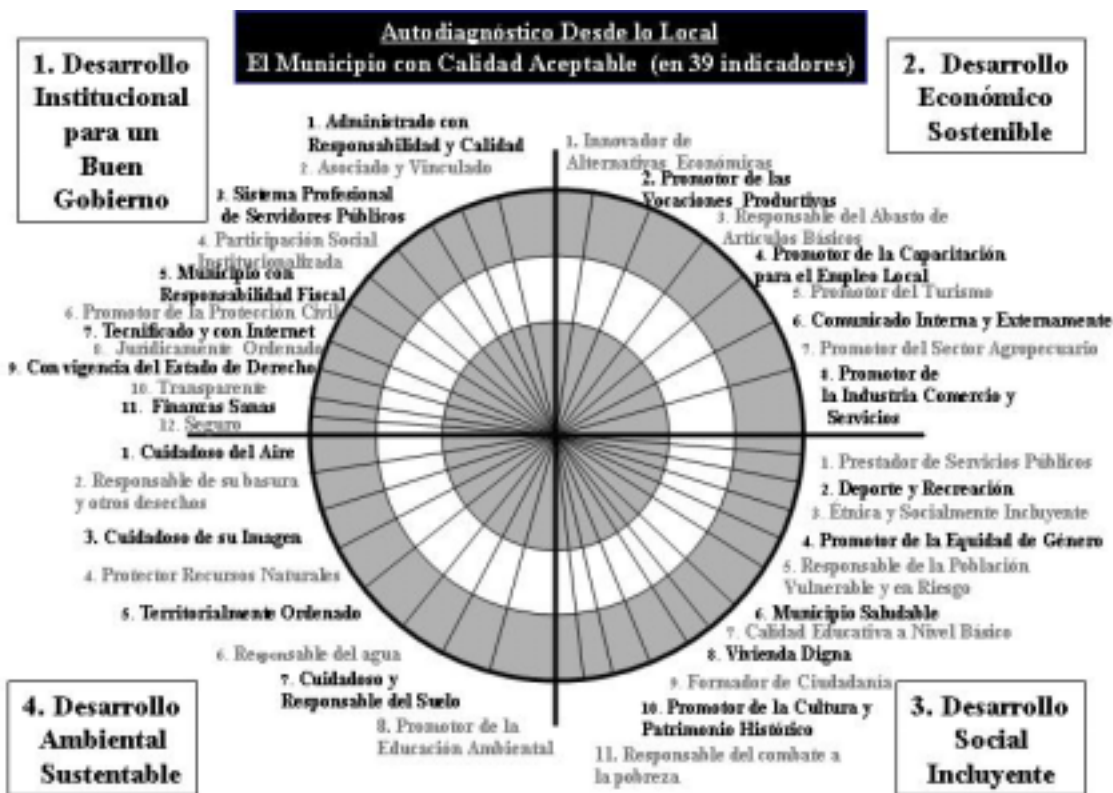 Autodiagnóstico Desde lo Local
El Municipio con Calidad Aceptable (en 39 indicadores)
1. Desarrollo
Institucional
para un
Buen
Gobierno
1. Administrado con
Responsabilidad y Calidad
2. Asociado y Vinculado
3. Sistema Profesional
de Servidores Públicos
4. Participación Social
Institucionalizada
5. Municipio con
Responsabilidad Fiscal
6. Promotor de la Protección Civil
7. Tecnificado y con Internet
8. Jurídicamente Ordenado
9. Con vigencia del Estado de Derecho
10. Transparente
11. Finanzas Sanas
12. Seguro
2. Desarrollo
Económico
Sostenible
1. Innovador de
Alternativas Económicas
2. Promotor de las
Vocaciones Productivas
3. Responsable del Abasto de
Artículos Básicos
4. Promotor de la Capacitación
para el Empleo Local
5. Promotor del Turismo
6. Comunicado Interna y Externamente
7. Promotor del Sector Agropecuario
8. Promotor de
la Industria Comercio y
Servicios
1. Prestador de Servicios Públicos
2. Deporte y Recreación
3. Étnica y Socialmente Incluyente
4. Promotor de la Equidad de Género
5. Responsable de la Población
Vulnerable y en Riesgo
6. Municipio Saludable
7. Calidad Educativa a Nivel Básico
8. Vivienda Digna
9. Formador de Ciudadanía
10. Promotor de la Cultura y
Patrimonio Histórico
11. Responsable del combate a
la pobreza
3. Desarrollo
Social
Incluyente
1. Cuidadoso del Aire
2. Responsable de su basura
y otros desechos
3. Cuidadoso de su Imagen
4. Protector Recursos Naturales
5. Territorialmente Ordenado
6. Responsable del agua
7. Cuidadoso y
Responsable del Suelo
8. Promotor de la
Educación Ambiental
4. Desarrollo
Ambiental
Sustentable